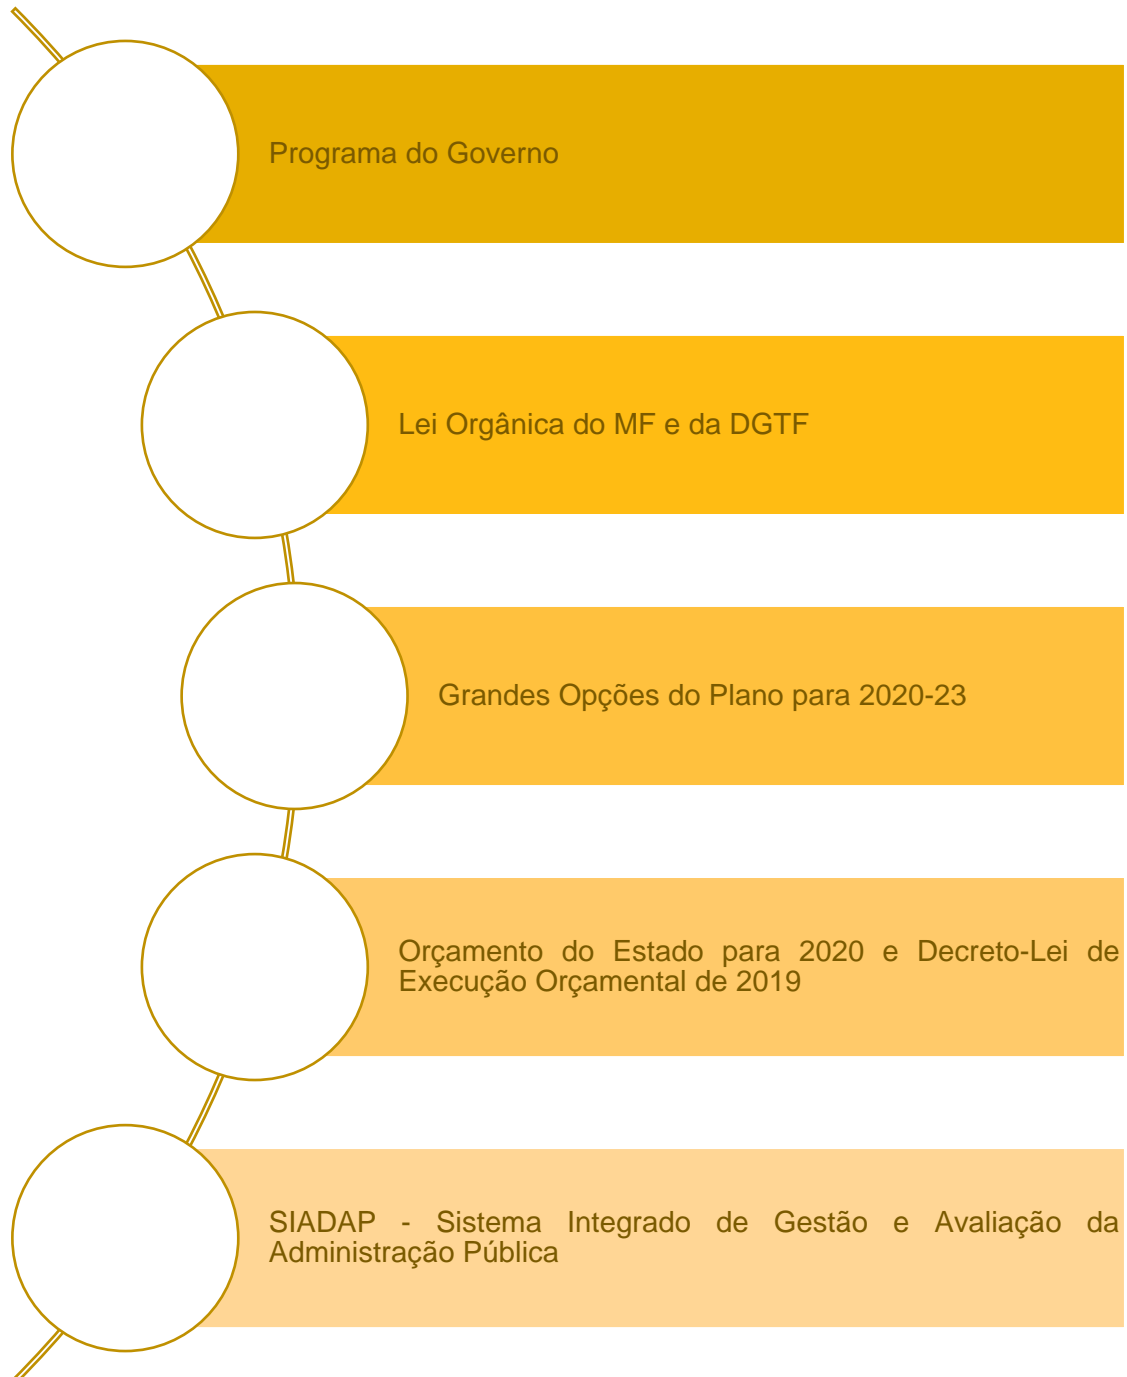 Programa do Governo
Lei Orgânica do MF e da DGTF
Grandes Opções do Plano para 2020-23
Orçamento do Estado para 2020 e Decreto-Lei de
Execução Orçamental de 2019
SIADAP - Sistema Integrado de Gestão e Avaliação da
Administração Pública